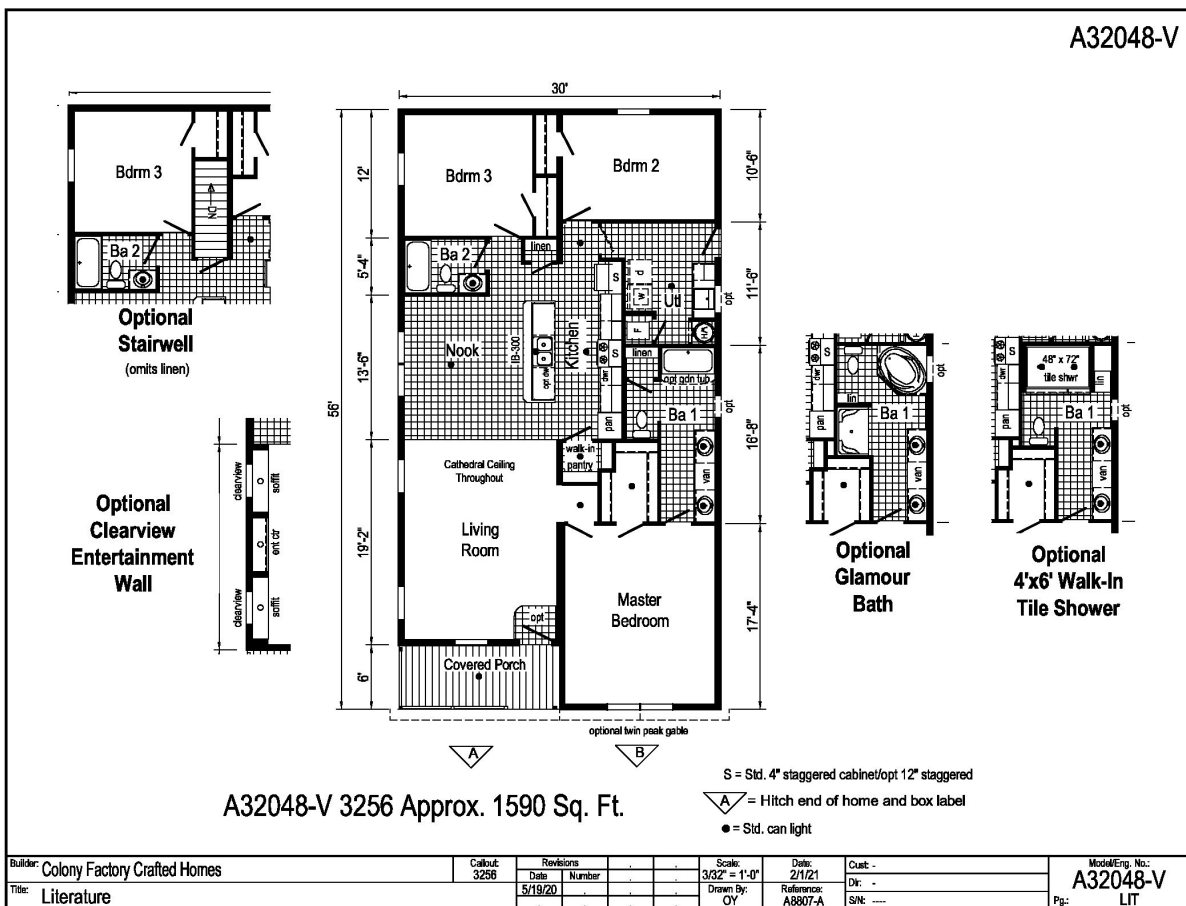 A32048-V
30'
Bdrm 3
DN
Ba 2
Optional
Stairwell
(omits linen)
56'
12'
5'-4"
13'-6"
19'-2"
6'
Bdrm 3
Bdrm 2
10'-6"
11'-6"
16'-8"
17'-4"
linen
Ba 2
S
d
w
Utl
opt
F
WH
Nook
IB-300
opt dw
Kitchen
S
dwr
pan
linen
opt gdn tub
opt
Ba 1
van
walk-in
pantry
Cathedral Ceiling
Throughout
Living
Room
opt
Master
Bedroom
Covered Porch
optional twin peak gable
A
B
Optional
Clearview
Entertainment
Wall
clearview
soffit
ent ctr
clearview
soffit
S
dwr
pan
lin
opt
Ba 1
van
Optional
Glamour
Bath
S
dwr
pan
48" x 72"
tile shwr
lin
opt
Ba 1
van
Optional
4'x6' Walk-In
Tile Shower
S = Std. 4" staggered cabinet/opt 12" staggered
A = Hitch end of home and box label
= Std. can light
A32048-V 3256 Approx. 1590 Sq. Ft.
Builder: Colony Factory Crafted Homes
Title: Literature
Callout:
3256
Revisions
Date Number
5/19/20
Scale:
3/32" = 1'-0"
Drawn By:
OY
Date:
2/1/21
Reference:
A8807-A
Cust: -
Dlr: -
S/N: ----
Model/Eng. No.:
A32048-V
Pg.: LIT